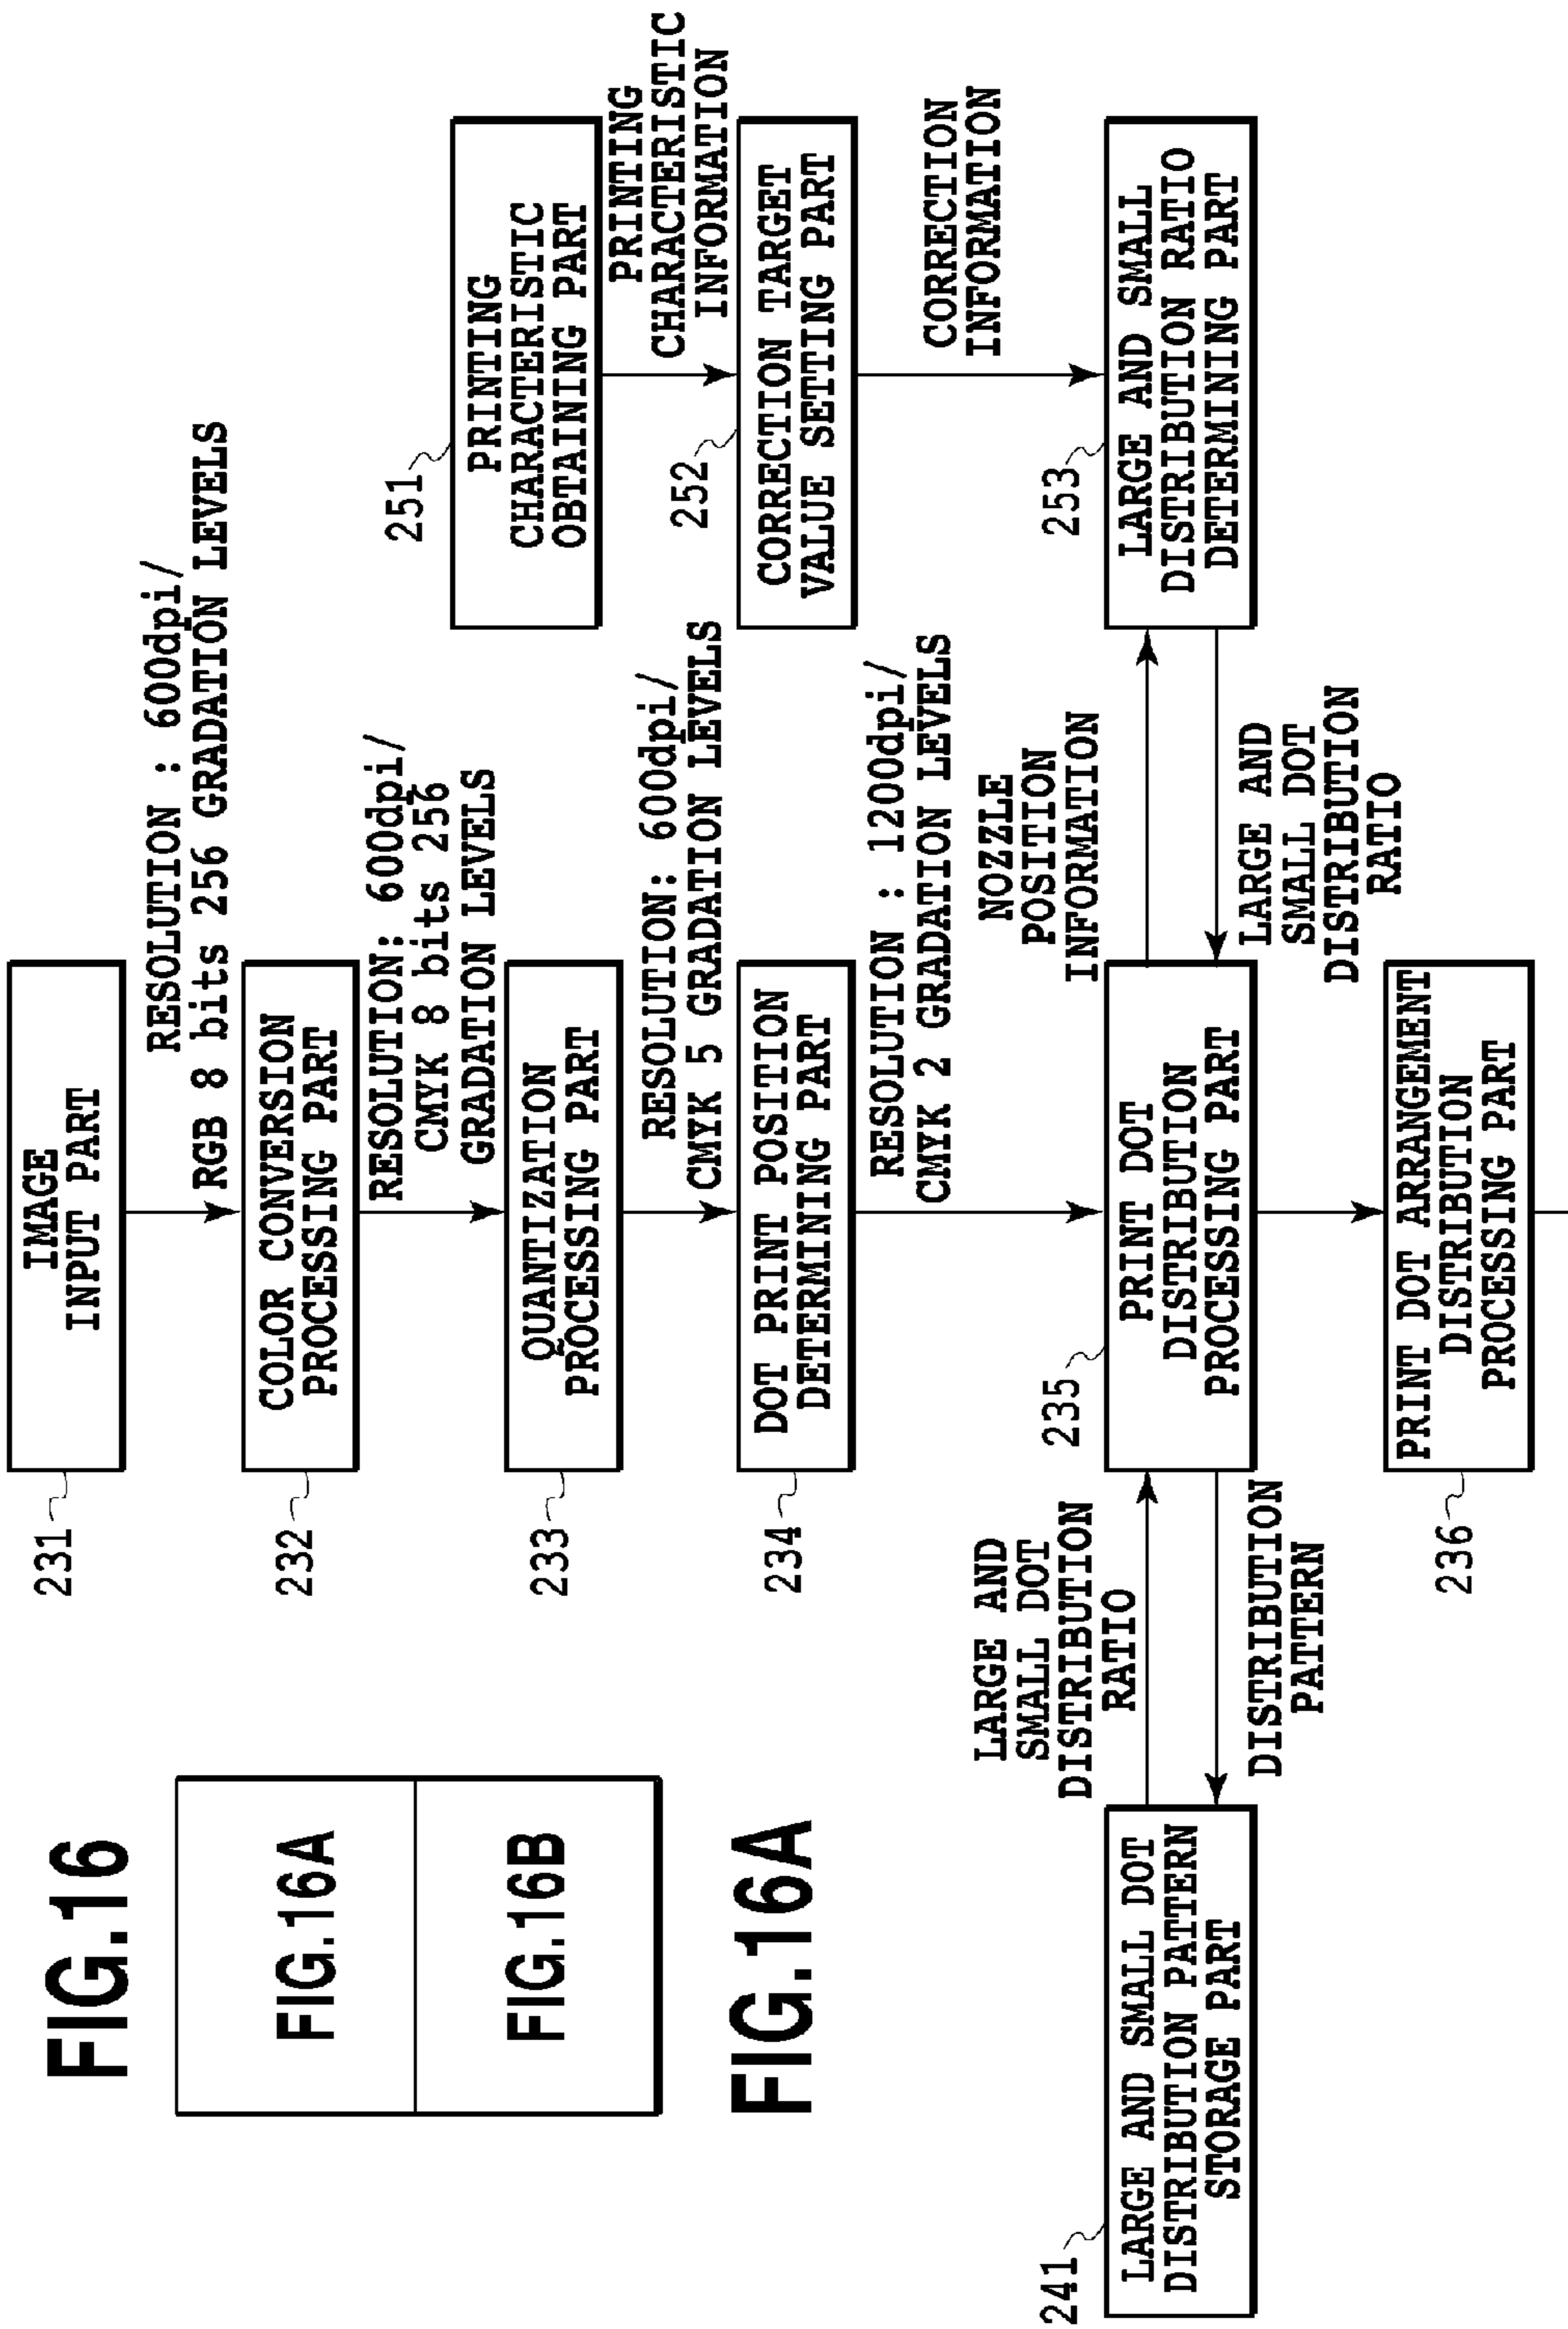 FIG.16
FIG.16A
FIG.16B
FIG.16A
231
IMAGE
INPUT PART
RESOLUTION : 600dpi/
RGB 8 bits 256 GRADATION LEVELS
232
COLOR CONVERSION
PROCESSING PART
RESOLUTION: 600dpi/
CMYK 8 bits 256
GRADATION LEVELS
233
QUANTIZATION
PROCESSING PART
RESOLUTION: 600dpi/
CMYK 5 GRADATION LEVELS
234
DOT PRINT POSITION
DETERMINING PART
RESOLUTION : 1200dpi/
CMYK 2 GRADATION LEVELS
251
PRINTING
CHARACTERISTIC
OBTAINING PART
PRINTING
CHARACTERISTIC
INFORMATION
252
CORRECTION TARGET
VALUE SETTING PART
CORRECTION
INFORMATION
241
LARGE AND SMALL DOT
DISTRIBUTION PATTERN
STORAGE PART
LARGE AND
SMALL DOT
DISTRIBUTION
RATIO
DISTRIBUTION
PATTERN
235
PRINT DOT
DISTRIBUTION
PROCESSING PART
NOZZLE
POSITION
INFORMATION
LARGE AND
SMALL DOT
DISTRIBUTION
RATIO
253
LARGE AND SMALL
DISTRIBUTION RATIO
DETERMINING PART
236
PRINT DOT ARRANGEMENT
DISTRIBUTION
PROCESSING PART